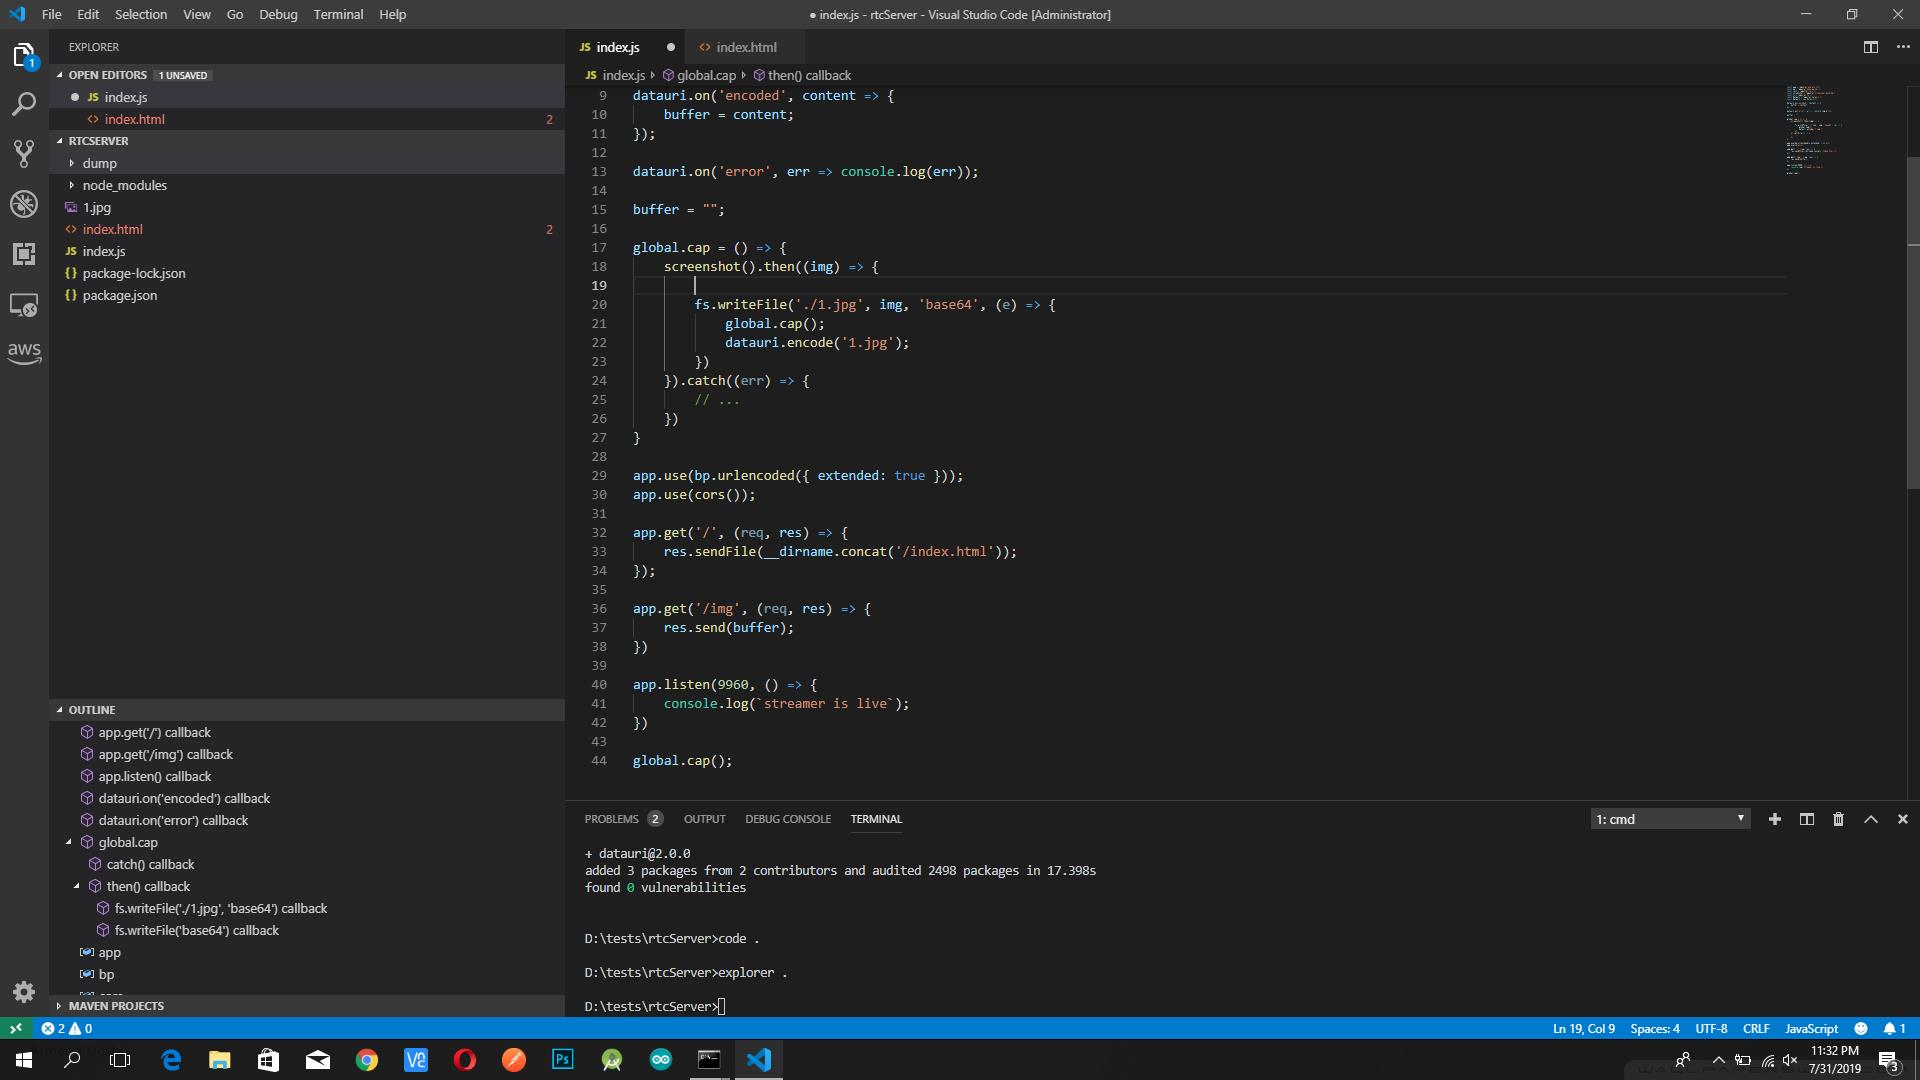 File Edit Selection View Go Debug Terminal Help
● index.js - rtcServer - Visual Studio Code [Administrator]
EXPLORER
1
OPEN EDITORS 1 UNSAVED
JS index.js
<> index.html 2
RTCSERVER
dump
node_modules
1.jpg
<> index.html 2
JS index.js
{} package-lock.json
{} package.json
aws
OUTLINE
app.get('/') callback
app.get('/img') callback
app.listen() callback
datauri.on('encoded') callback
datauri.on('error') callback
global.cap
catch() callback
then() callback
fs.writeFile('./1.jpg', 'base64') callback
fs.writeFile('base64') callback
app
bp
MAVEN PROJECTS
JS index.js ● <> index.html
JS index.js global.cap then() callback
9 datauri.on('encoded', content => {
10 buffer = content;
11 });
12
13 datauri.on('error', err => console.log(err));
14
15 buffer = "";
16
17 global.cap = () => {
18 screenshot().then((img) => {
19
20 fs.writeFile('./1.jpg', img, 'base64', (e) => {
21 global.cap();
22 datauri.encode('1.jpg');
23 })
24 }).catch((err) => {
25 // ...
26 })
27 }
28
29 app.use(bp.urlencoded({ extended: true }));
30 app.use(cors());
31
32 app.get('/', (req, res) => {
33 res.sendFile(__dirname.concat('/index.html'));
34 });
35
36 app.get('/img', (req, res) => {
37 res.send(buffer);
38 })
39
40 app.listen(9960, () => {
41 console.log(`streamer is live`);
42 })
43
44 global.cap();
PROBLEMS 2 OUTPUT DEBUG CONSOLE TERMINAL 1: cmd
+ datauri@2.0.0
added 3 packages from 2 contributors and audited 2498 packages in 17.398s
found 0 vulnerabilities
D:\tests\rtcServer>code .
D:\tests\rtcServer>explorer .
D:\tests\rtcServer>
2 0 Ln 19, Col 9 Spaces: 4 UTF-8 CRLF JavaScript 1
Ps
11:32 PM
7/31/2019
3